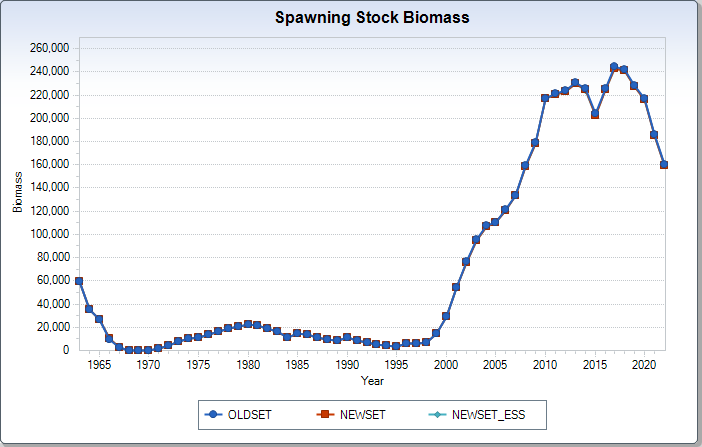 Spawning Stock Biomass
260,000
240,000
220,000
200,000
180,000
160,000
140,000
120,000
100,000
80,000
60,000
40,000
20,000
0
Biomass
1965 1970 1975 1980 1985 1990 1995 2000 2005 2010 2015 2020
Year
OLDSET NEWSET NEWSET_ESS